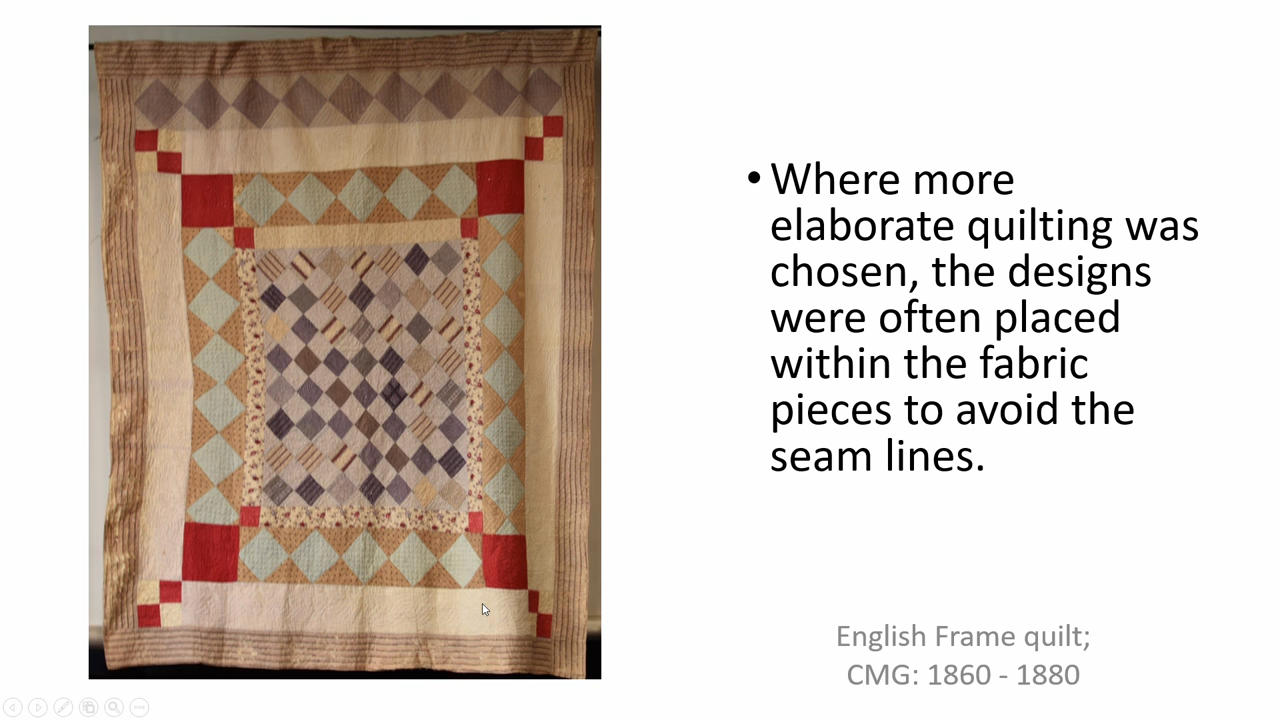 • Where more
elaborate quilting was
chosen, the designs
were often placed
within the fabric
pieces to avoid the
seam lines.
English Frame quilt;
CMG: 1860 - 1880